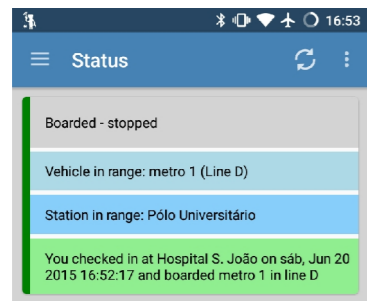 16:53
Status
Boarded - stopped
Vehicle in range: metro 1 (Line D)
Station in range: Pólo Universitário
You checked in at Hospital S. João on sáb, Jun 20
2015 16:52:17 and boarded metro 1 in line D